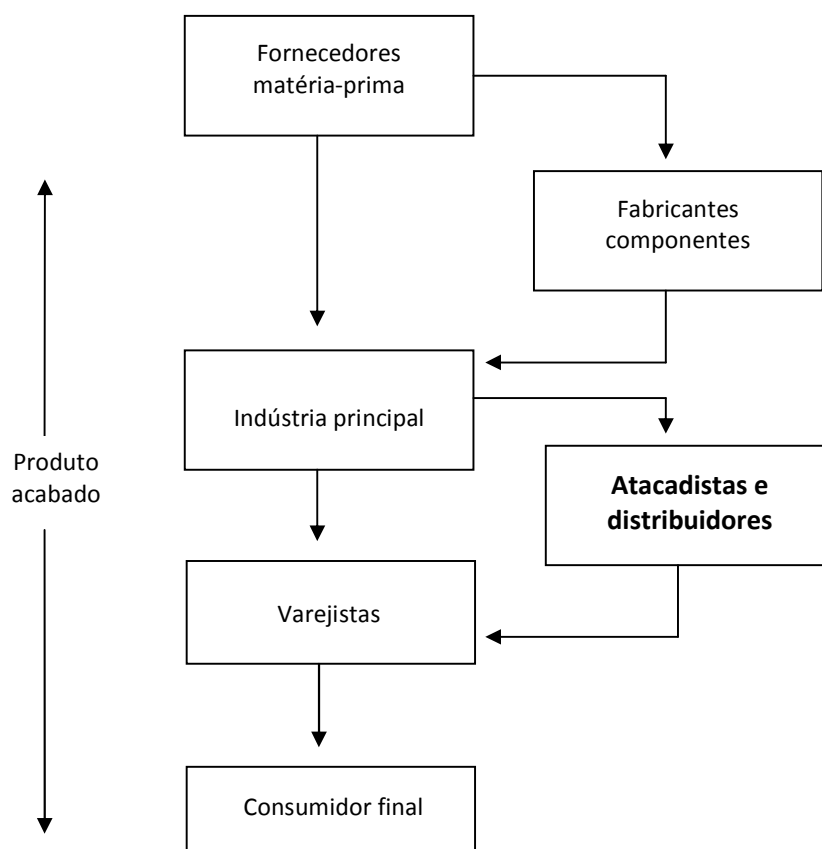 Fornecedores
matéria-prima
Fabricantes
componentes
Indústria principal
Produto
acabado
Atacadistas e
distribuidores
Varejistas
Consumidor final